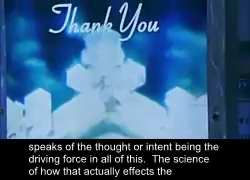 Thank You
speaks of the thought or intent being the
driving force in all of this.  The science
of how that actually effects the